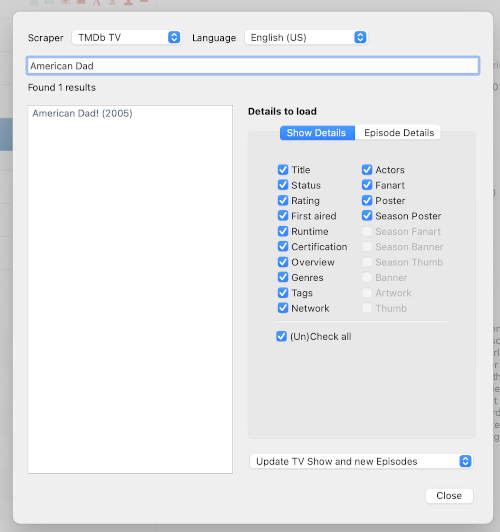 Scraper TMDb TV Language English (US)
American Dad
Found 1 results
American Dad! (2005)
Details to load
Show Details Episode Details
Title Actors
Status Fanart
Rating Poster
First aired Season Poster
Runtime Season Fanart
Certification Season Banner
Overview Season Thumb
Genres Banner
Tags Artwork
Network Thumb
(Un)Check all
Update TV Show and new Episodes
Close